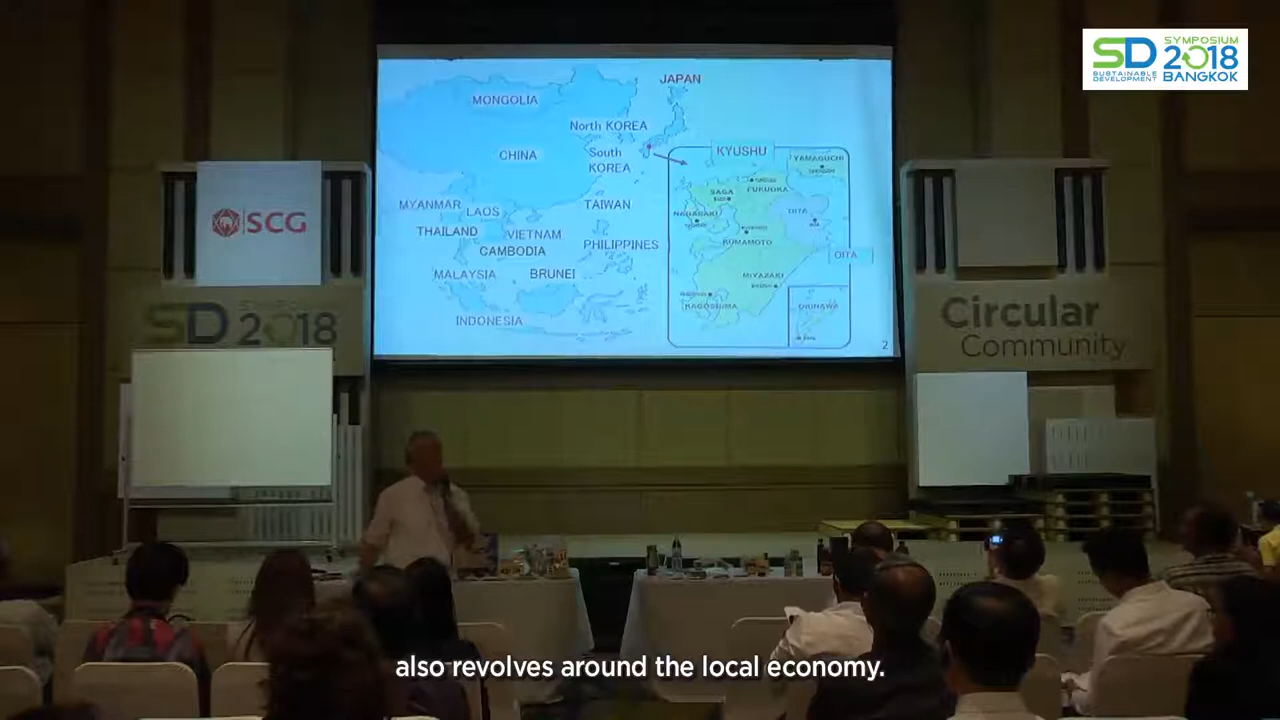 SD SYMPOSIUM 2018
SUSTAINABLE DEVELOPMENT BANGKOK
JAPAN
MONGOLIA
North KOREA
CHINA
South
KOREA
KYUSHU
YAMAGUCHI
FUKUOKA
SAGA
MYANMAR
LAOS
TAIWAN
NAGASAKI
OITA
THAILAND
VIETNAM
CAMBODIA
PHILIPPINES
KUMAMOTO
OITA
MALAYSIA
BRUNEI
MIYAZAKI
KAGOSHIMA
OKINAWA
INDONESIA
2
SCG
SD SYMPOSIUM 2018
Circular
Community
also revolves around the local economy.